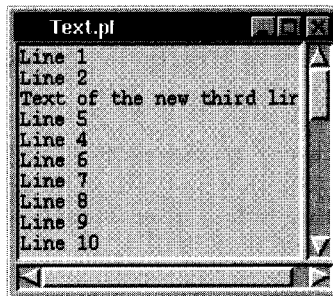 Text.pl
Line 1
Line 2
Text of the new third
Line 5
Line 4
Line 6
Line 7
Line 8
Line 9
Line 10